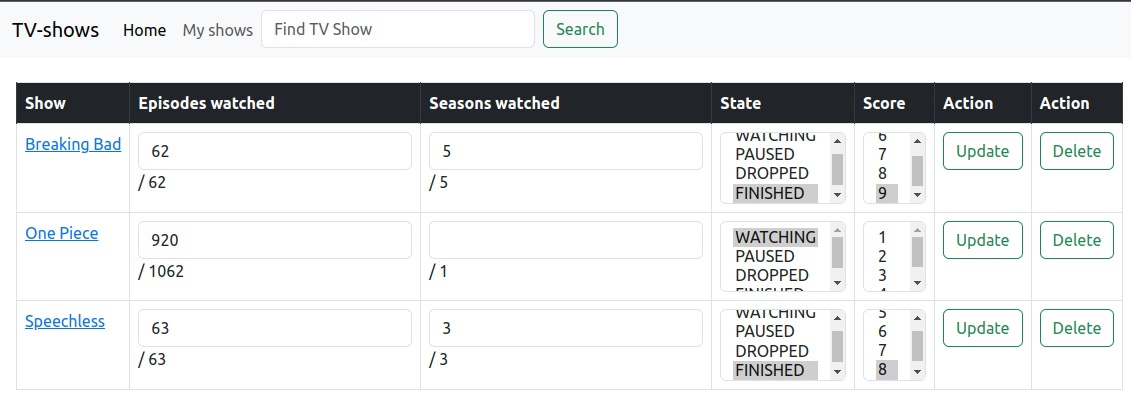 TV-shows Home My shows Find TV Show Search
Show Episodes watched Seasons watched State Score Action Action
Breaking Bad 62 5 WATCHING 6 Update Delete
PAUSED 7
DROPPED 8
/ 62 / 5 FINISHED 9
One Piece 920 WATCHING 1 Update Delete
PAUSED 2
/ 1062 / 1 DROPPED 3
FINISHED 4
Speechless 63 3 WATCHING 5 Update Delete
PAUSED 6
DROPPED 7
/ 63 / 3 FINISHED 8